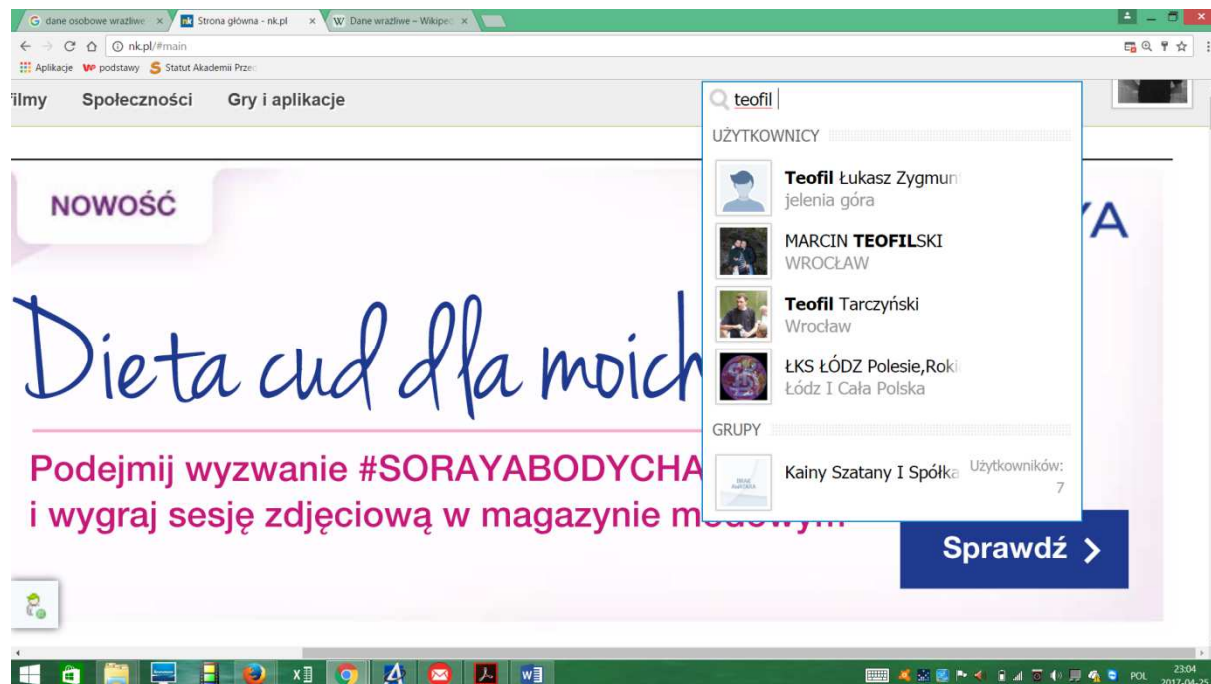 dane osobowe wrażliwe
Strona główna - nk.pl
Dane wrażliwe – Wikiped
nk.pl/#main
Aplikacje
podstawy
Statut Akademii Przed
filmy
Społeczności
Gry i aplikacje
teofil
UŻYTKOWNICY
Teofil Łukasz Zygmun
jelenia góra
MARCIN TEOFILSKI
WROCŁAW
Teofil Tarczyński
Wrocław
ŁKS ŁÓDZ Polesie,Roki
Łódz I Cała Polska
GRUPY
Kainy Szatany I Spółka
Użytkowników:
7
NOWOŚĆ
YA
Dieta cud dla moich
Podejmij wyzwanie #SORAYABODYCHA
i wygraj sesję zdjęciową w magazynie modowym
Sprawdź
POL
23:04
2017-04-25